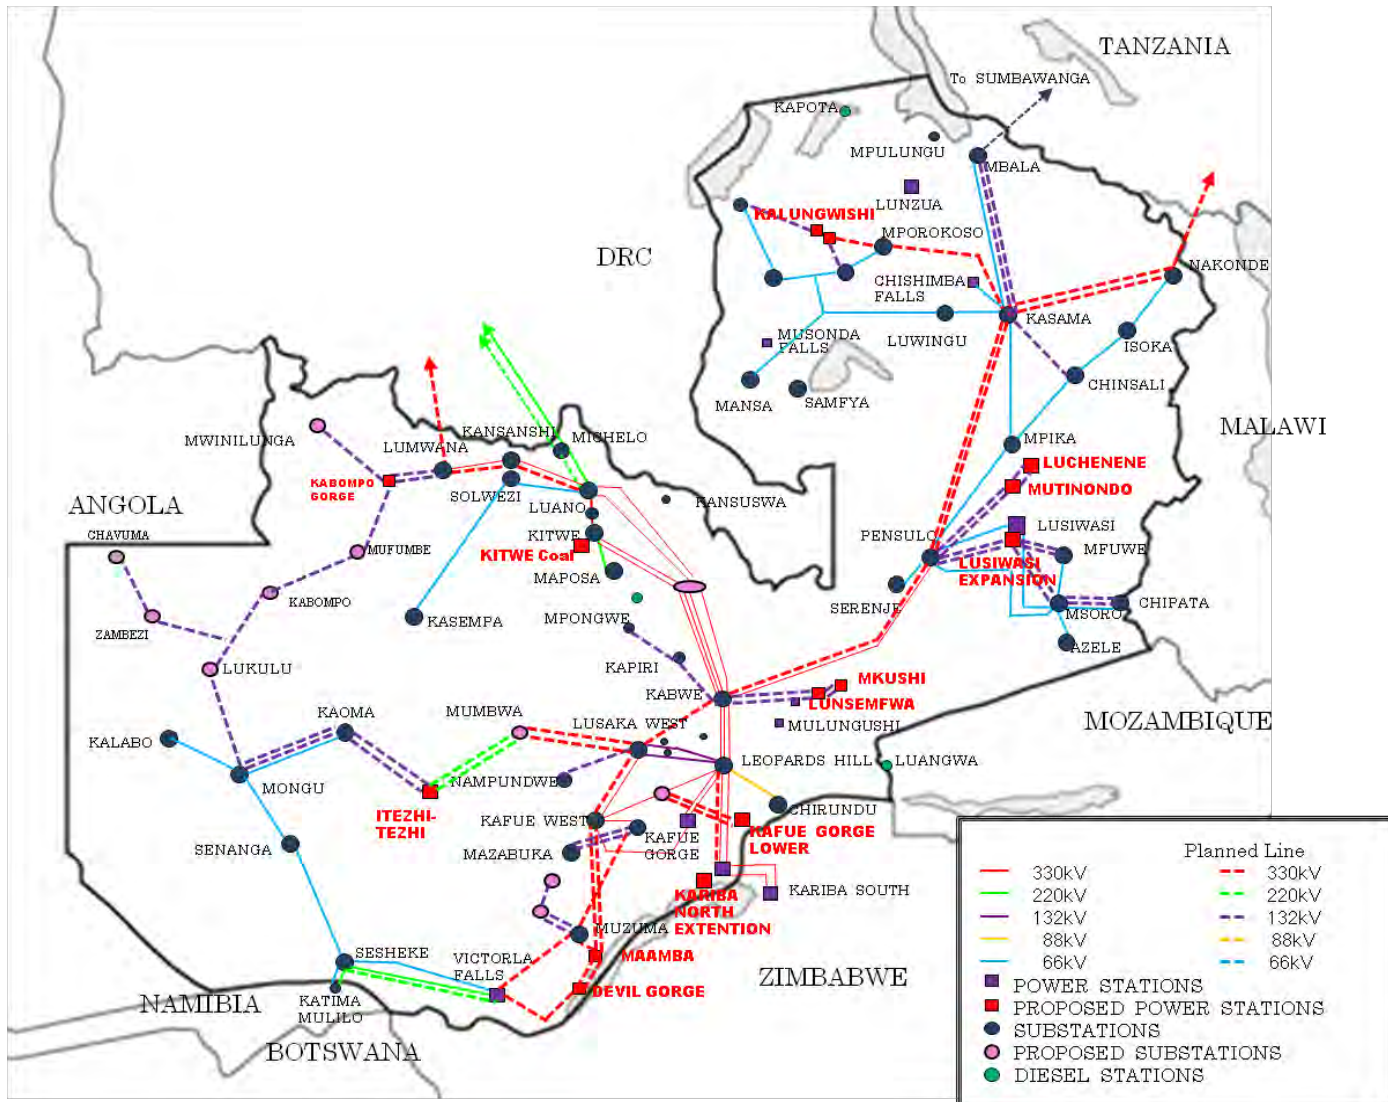 TANZANIA
To SUMBAWANGA
KAPOTA
MPULUNGU
MBALA
LUNZUA
KALUNGWISHI
MPOROKOSO
DRC
NAKONDE
CHISHIMBA
FALLS
KASAMA
MUSONDA
FALLS
LUWINGU
ISOKA
CHINSALI
MANSA
SAMFYA
MALAWI
MWINILUNGA
LUMWANA
KANSANSHI
MICHELO
MPIKA
LUCHENENE
KABOMPO
GORGE
SOLWEZI
MUTINONDO
ANGOLA
LUANO
KANSUSWA
LUSIWASI
CHAVUMA
MUFUMBE
KITWE
KITWE Coal
PENSULO
MFUWE
LUSIWASI
EXPANSION
MAPOSA
KABOMPO
SERENJE
CHIPATA
MSORO
ZAMBEZI
KASEMPA
MPONGWE
AZELE
LUKULU
KAPIRI
MKUSHI
KABWE
LUNSEMFWA
KAOMA
MUMBWA
LUSAKA WEST
MULUNGUSHI
MOZAMBIQUE
KALABO
LEOPARDS HILL
LUANGWA
MONGU
NAMPUNDWE
CHIRUNDU
ITEZHI-
TEZHI
KAFUE WEST
KAFUE
GORGE
KAFUE GORGE
LOWER
SENANGA
MAZABUKA
KARIBA SOUTH
KARIBA
NORTH
EXTENTION
MUZUMA
SESHEKE
VICTORIA
FALLS
MAAMBA
ZIMBABWE
DEVIL GORGE
NAMIBIA
KATIMA
MULILO
BOTSWANA
Planned Line
330kV 330kV
220kV 220kV
132kV 132kV
88kV 88kV
66kV 66kV
POWER STATIONS
PROPOSED POWER STATIONS
SUBSTATIONS
PROPOSED SUBSTATIONS
DIESEL STATIONS